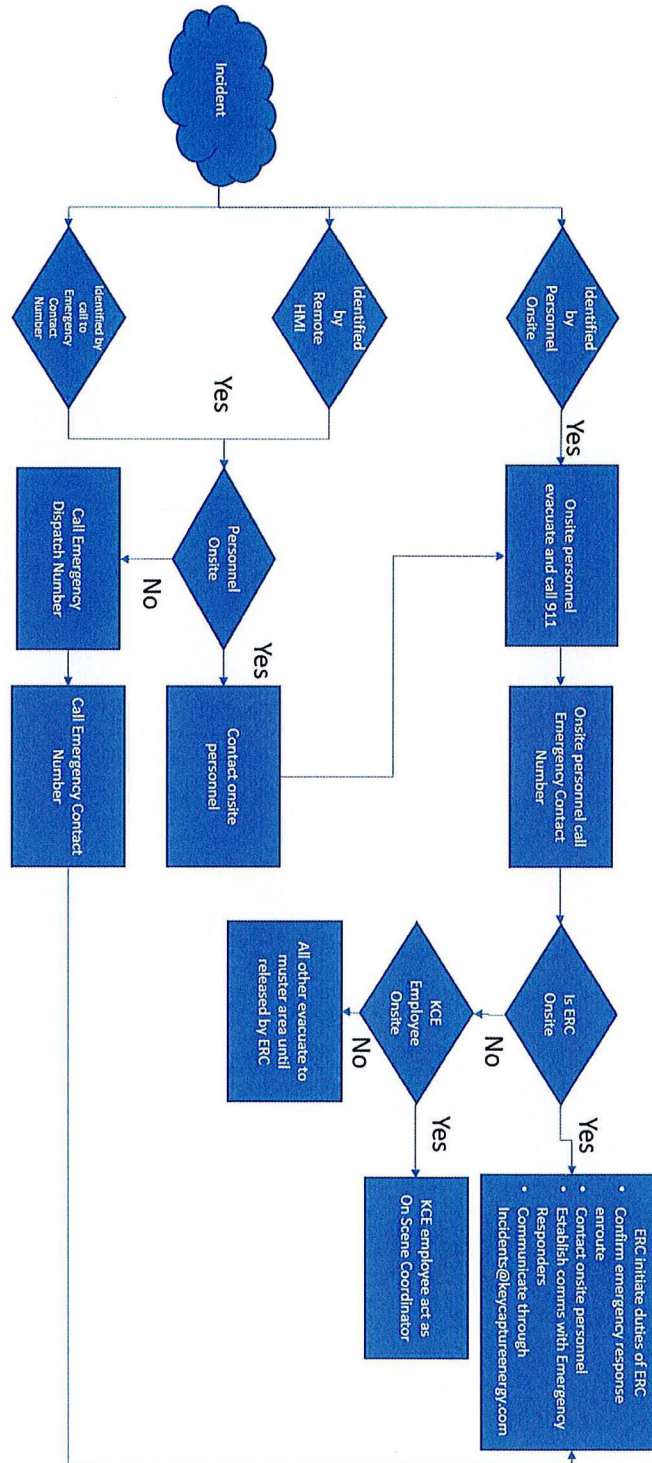 Incident
Identified
by
Personnel
Onsite
Yes
Onsite personnel
evacuate and call 911
Onsite personnel call
Emergency Contact
Number
Is ERC
Onsite
Yes
ERC initiate duties of ERC
• Confirm emergency response
enroute
• Contact onsite personnel
• Establish comms with Emergency
Responders
• Communicate through
Incidents@keycaptureenergy.com
No
KCE
Employee
Onsite
Yes
KCE employee act as
On Scene Coordinator
No
All other evacuate to
muster area until
released by ERC
Identified
by
Remote
HMI
Identified by
call to
Emergency
Contact
Number
Yes
Personnel
Onsite
Yes
Contact onsite
personnel
No
Call Emergency
Dispatch Number
Call Emergency Contact
Number